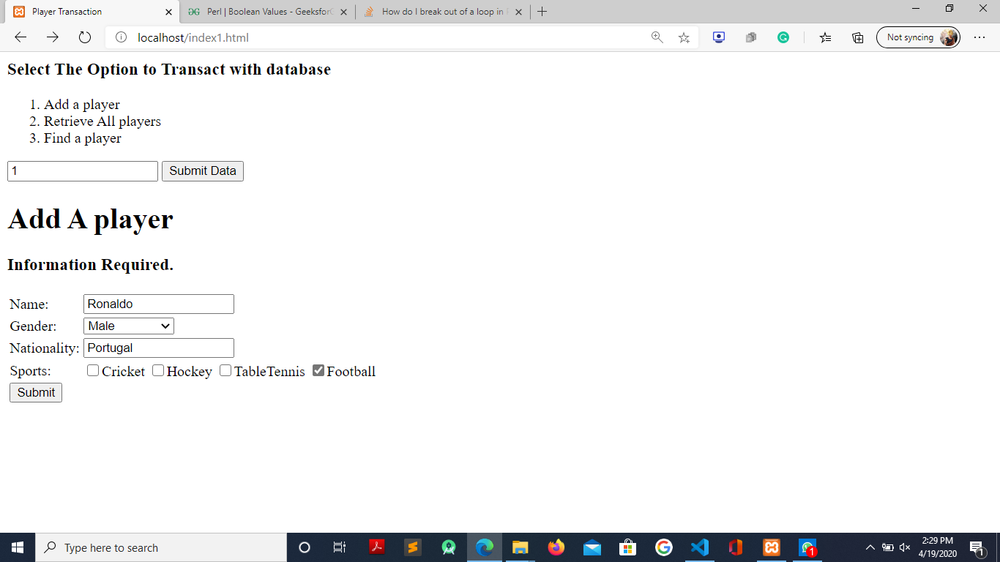 Player Transaction
Perl | Boolean Values - GeeksforG
How do I break out of a loop in
localhost/index1.html
Not syncing
Select The Option to Transact with database
1. Add a player
2. Retrieve All players
3. Find a player
1 Submit Data
Add A player
Information Required.
Name: Ronaldo
Gender: Male
Nationality: Portugal
Sports: Cricket Hockey TableTennis Football
Submit
Type here to search
1
2:29 PM
4/19/2020
1